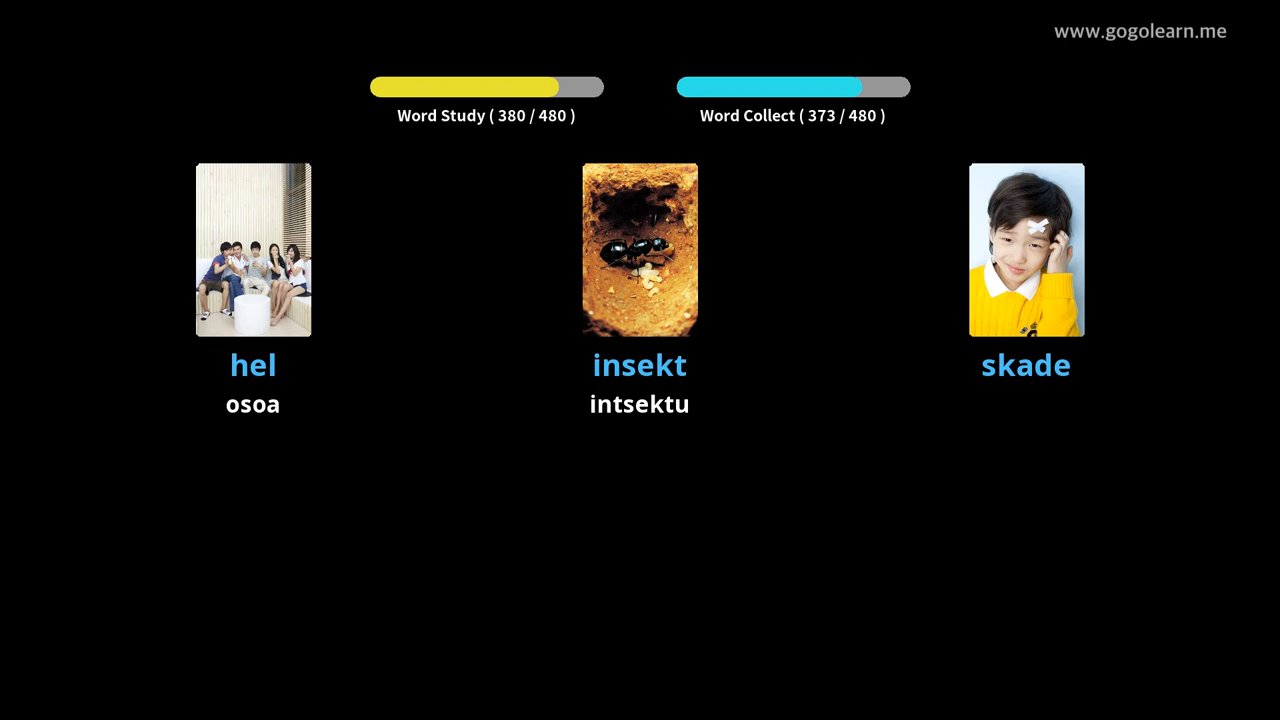 www.gogolearn.me
Word Study ( 380 / 480 )
Word Collect ( 373 / 480 )
hel
insekt
skade
osoa
intsektu